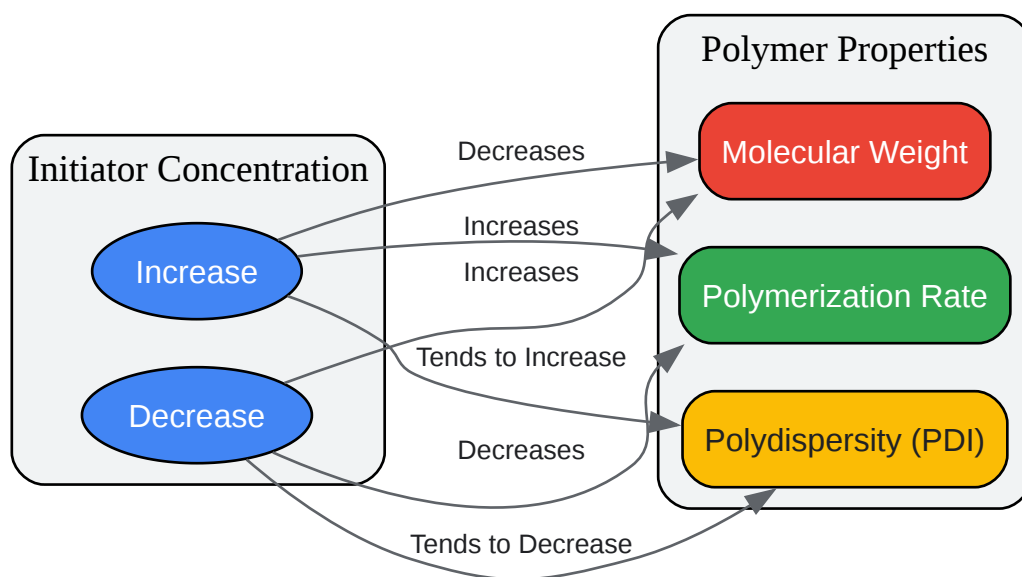 Polymer Properties
Initiator Concentration
Decreases
Molecular Weight
Increases
Increase
Increases
Polymerization Rate
Tends to Increase
Decrease
Decreases
Polydispersity (PDI)
Tends to Decrease